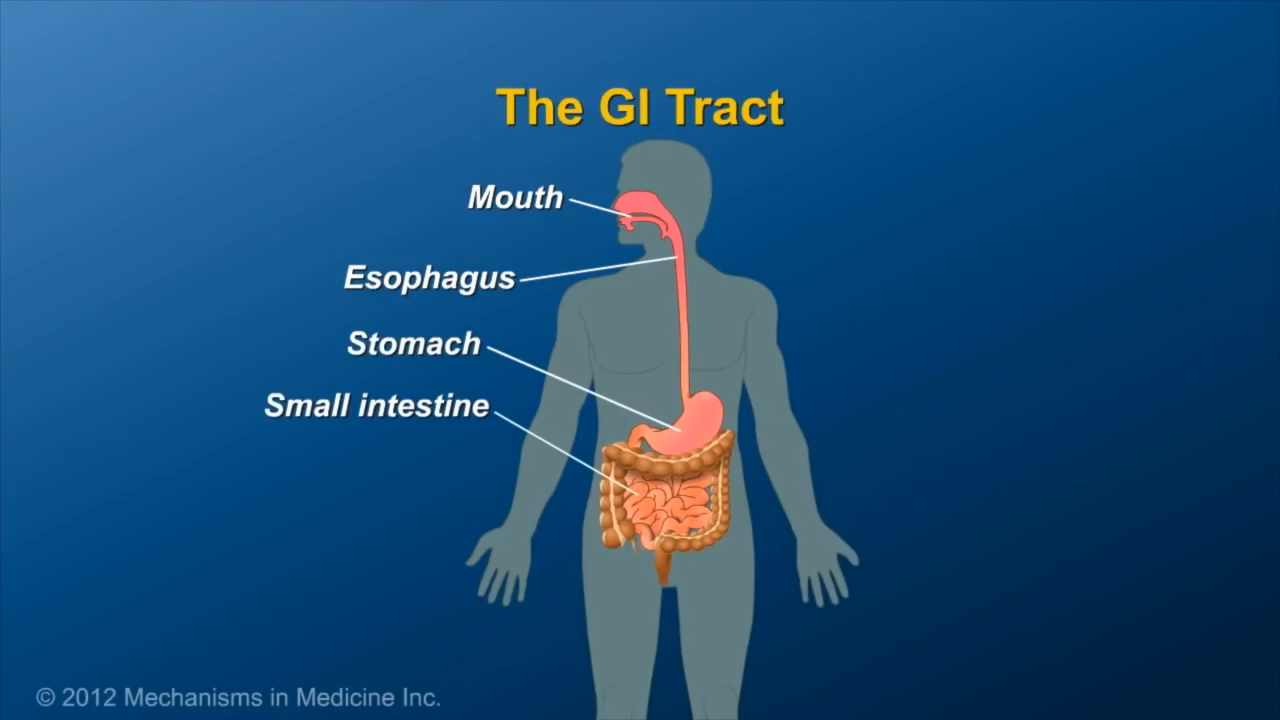 The GI Tract
Mouth
Esophagus
Stomach
Small intestine
© 2012 Mechanisms in Medicine Inc.